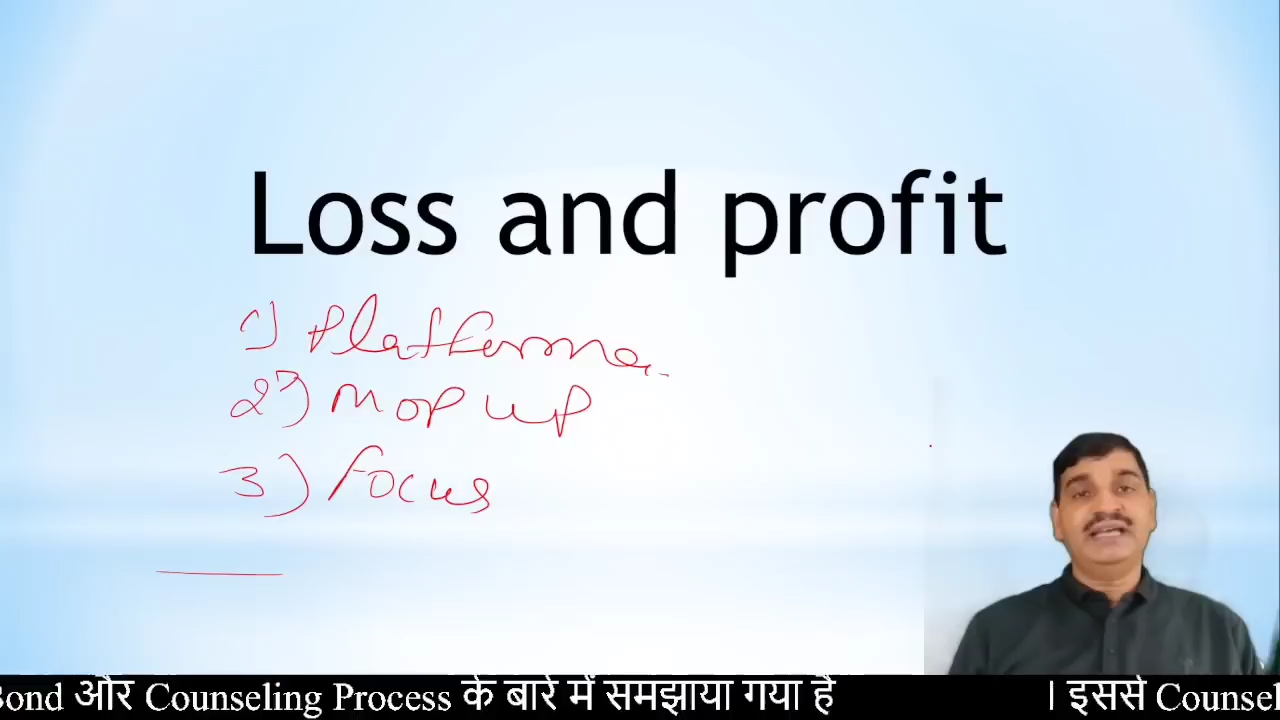 Loss and profit
1) Platforma
2) mop up
3) Focus
Bond और Counseling Process के बारे में समझाया गया है । इससे Counsel